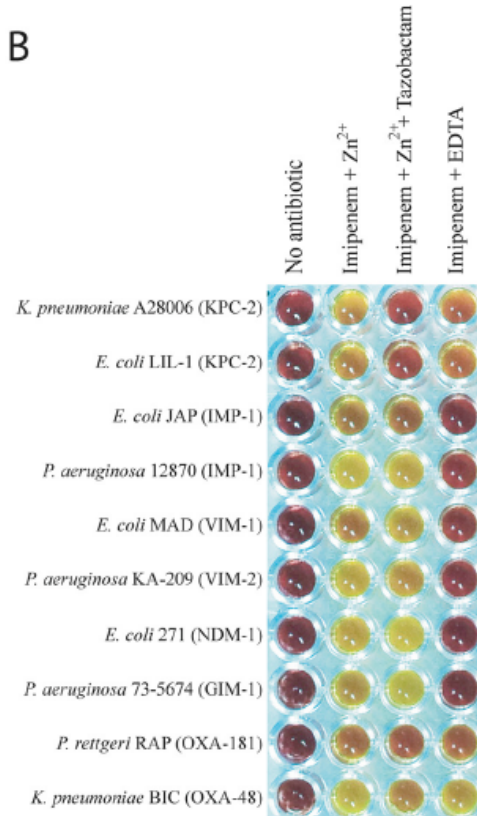 B
No antibiotic
Imipenem + Zn²⁺
Imipenem + Zn²⁺+ Tazobactam
Imipenem + EDTA
K. pneumoniae A28006 (KPC-2)
E. coli LIL-1 (KPC-2)
E. coli JAP (IMP-1)
P. aeruginosa 12870 (IMP-1)
E. coli MAD (VIM-1)
P. aeruginosa KA-209 (VIM-2)
E. coli 271 (NDM-1)
P. aeruginosa 73-5674 (GIM-1)
P. rettgeri RAP (OXA-181)
K. pneumoniae BIC (OXA-48)